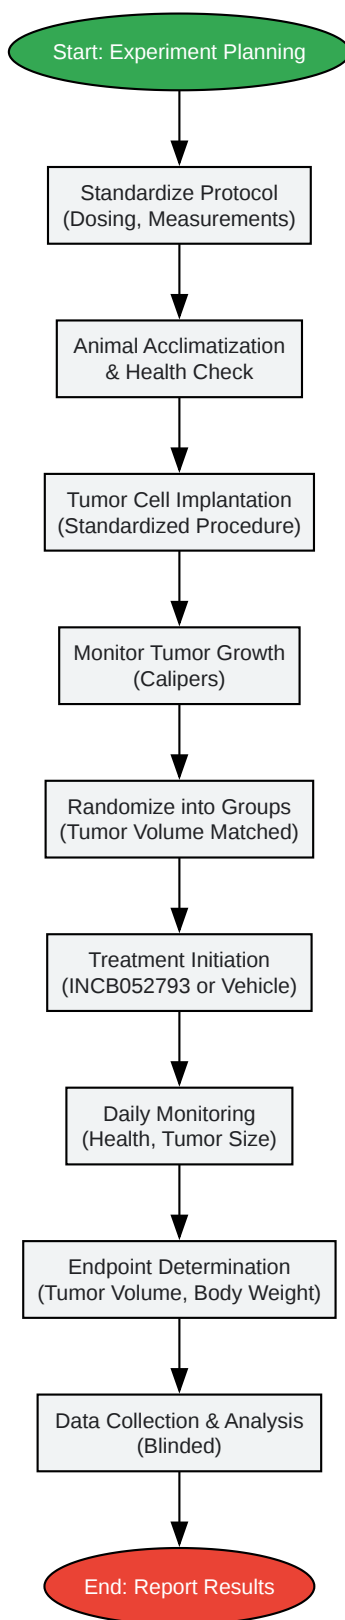 Start: Experiment Planning
Standardize Protocol
(Dosing, Measurements)
Animal Acclimatization
& Health Check
Tumor Cell Implantation
(Standardized Procedure)
Monitor Tumor Growth
(Calipers)
Randomize into Groups
(Tumor Volume Matched)
Treatment Initiation
(INCB052793 or Vehicle)
Daily Monitoring
(Health, Tumor Size)
Endpoint Determination
(Tumor Volume, Body Weight)
Data Collection & Analysis
(Blinded)
End: Report Results